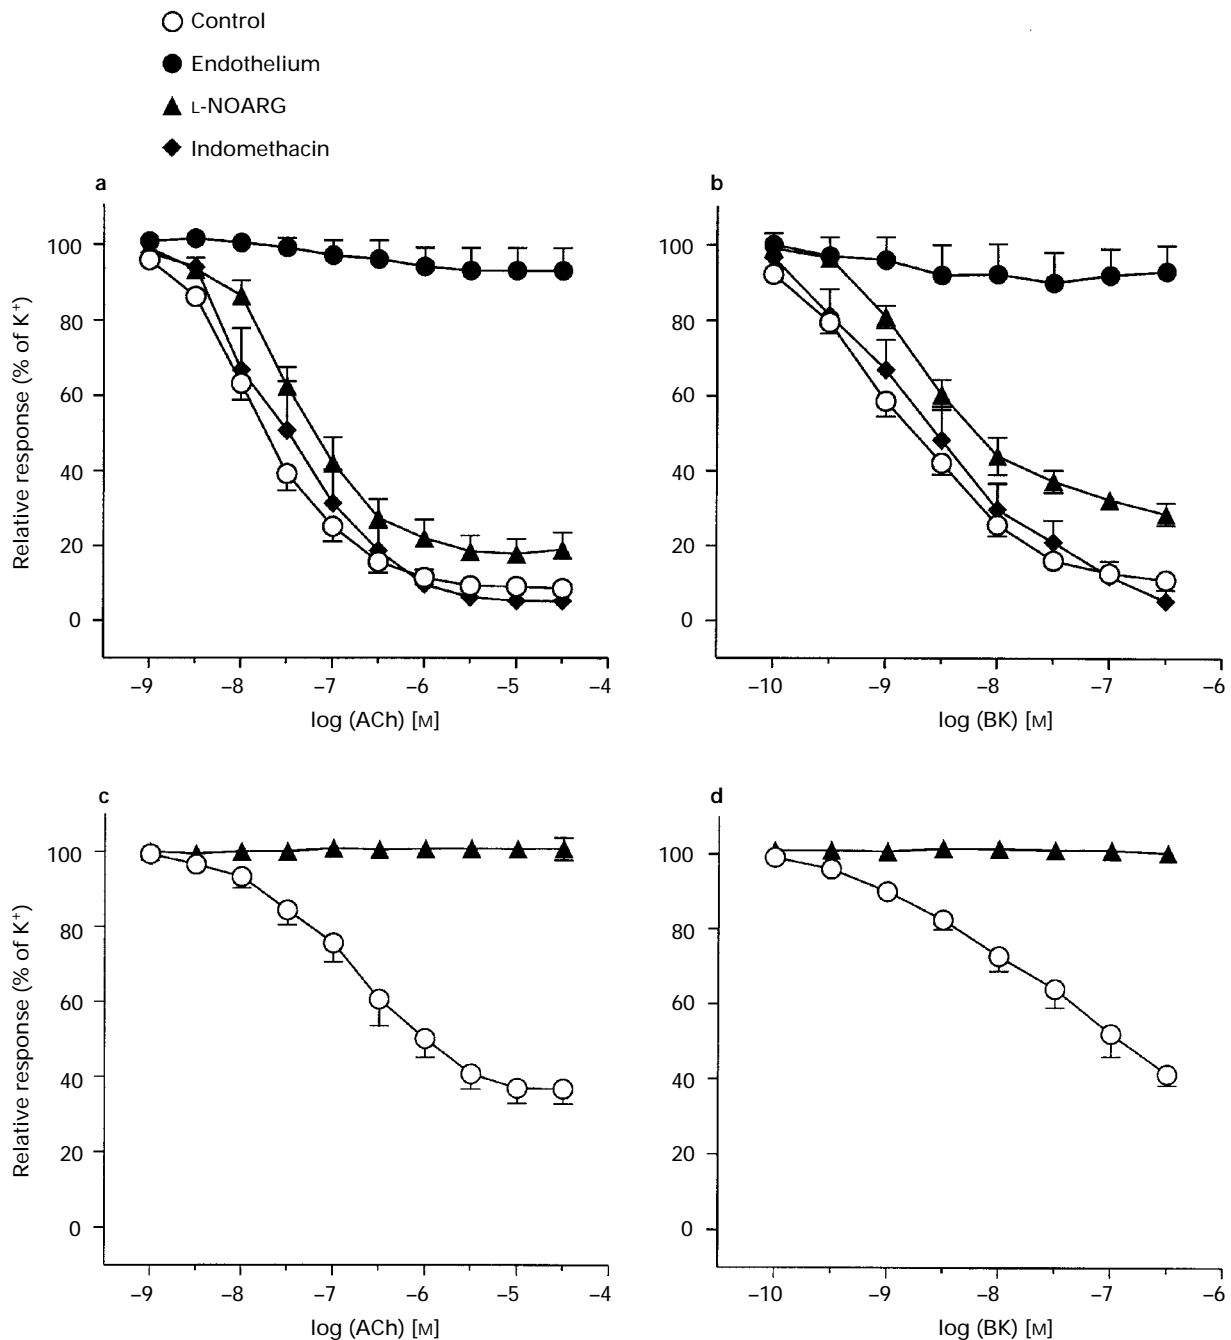 Control
Endothelium
L-NOARG
Indomethacin
a
100
80
60
40
20
0
Relative response (% of K⁺)
−9 −8 −7 −6 −5 −4
log (ACh) [M]
b
100
80
60
40
20
0
−10 −9 −8 −7 −6
log (BK) [M]
c
100
80
60
40
20
0
Relative response (% of K⁺)
−9 −8 −7 −6 −5 −4
log (ACh) [M]
d
100
80
60
40
20
0
−10 −9 −8 −7 −6
log (BK) [M]